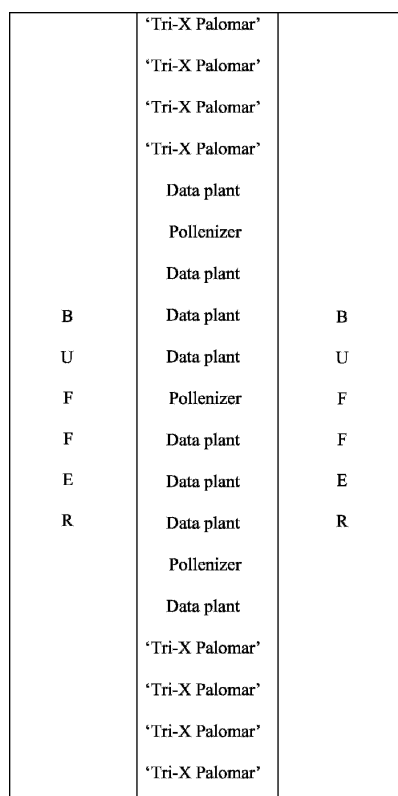 ‘Tri-X Palomar’
‘Tri-X Palomar’
‘Tri-X Palomar’
‘Tri-X Palomar’
Data plant
Pollenizer
Data plant
B Data plant B
U Data plant U
F Pollenizer F
F Data plant F
E Data plant E
R Data plant R
Pollenizer
Data plant
‘Tri-X Palomar’
‘Tri-X Palomar’
‘Tri-X Palomar’
‘Tri-X Palomar’